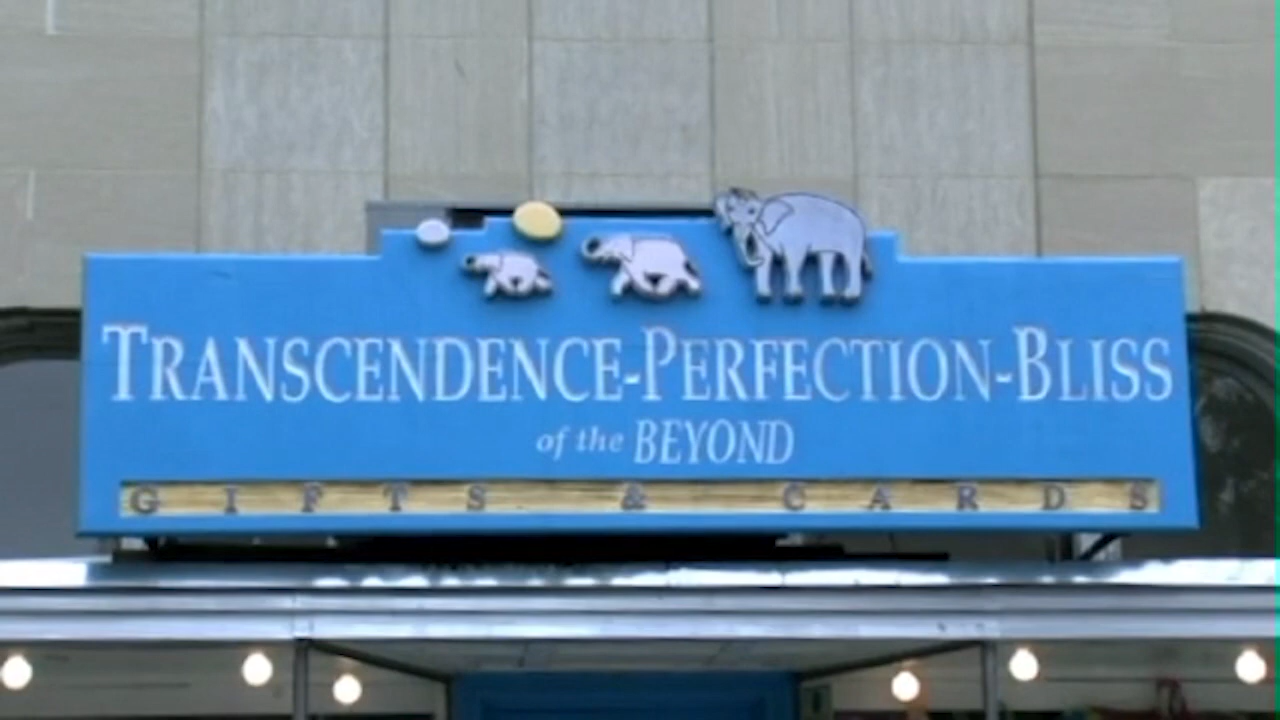 TRANSCENDENCE-PERFECTION-BLISS
of the BEYOND
GIFTS & CARDS